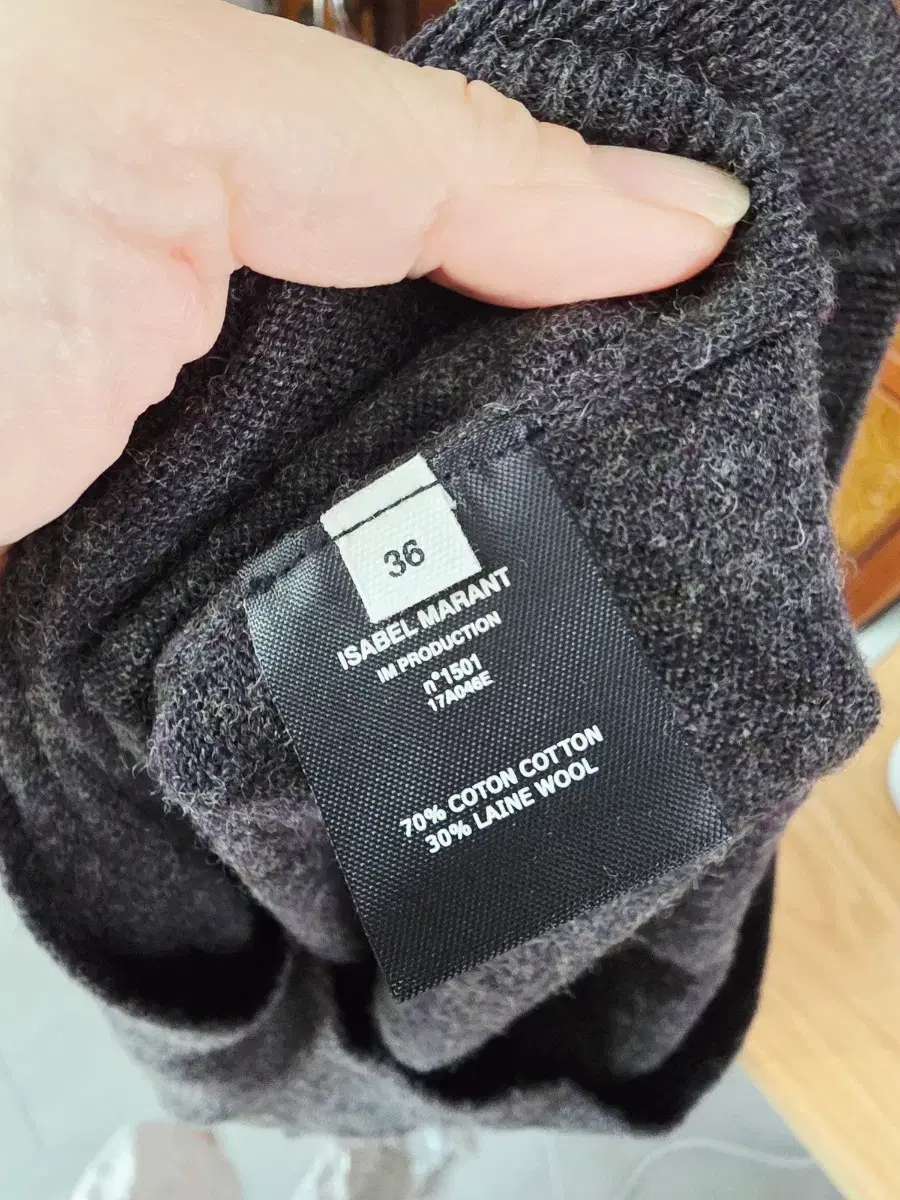 36
ISABEL MARANT
IM PRODUCTION
n°1501
17A046E
70% COTON COTTON
30% LAINE WOOL